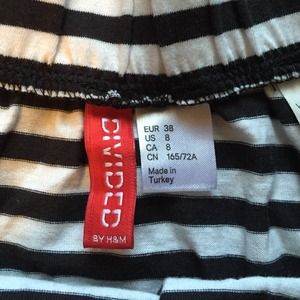 DIVIDED
BY H&M
EUR 38
US 8
CA 8
CN 165/72A
Made in
Turkey